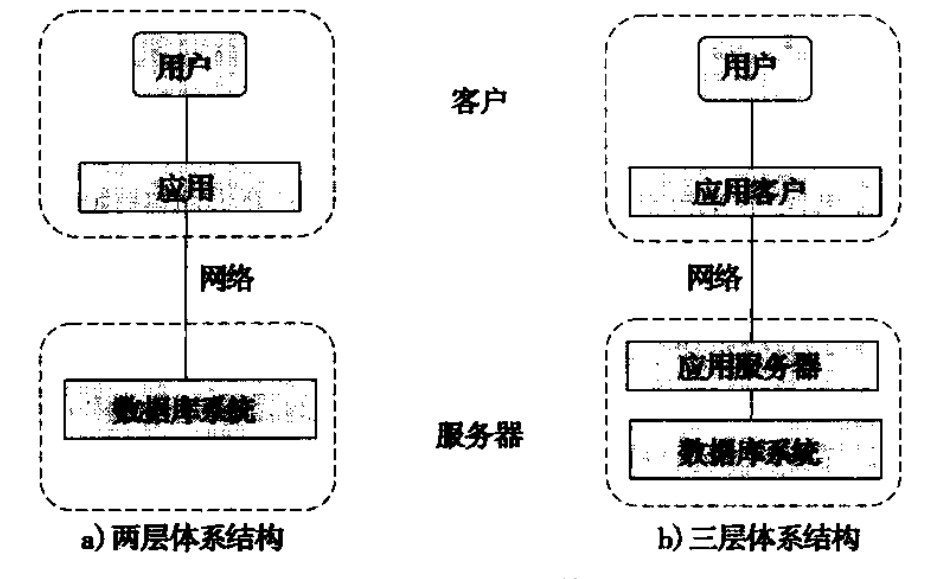 用户
应用
网络
数据库系统
a) 两层体系结构
客户
服务器
用户
应用客户
网络
应用服务器
数据库系统
b) 三层体系结构